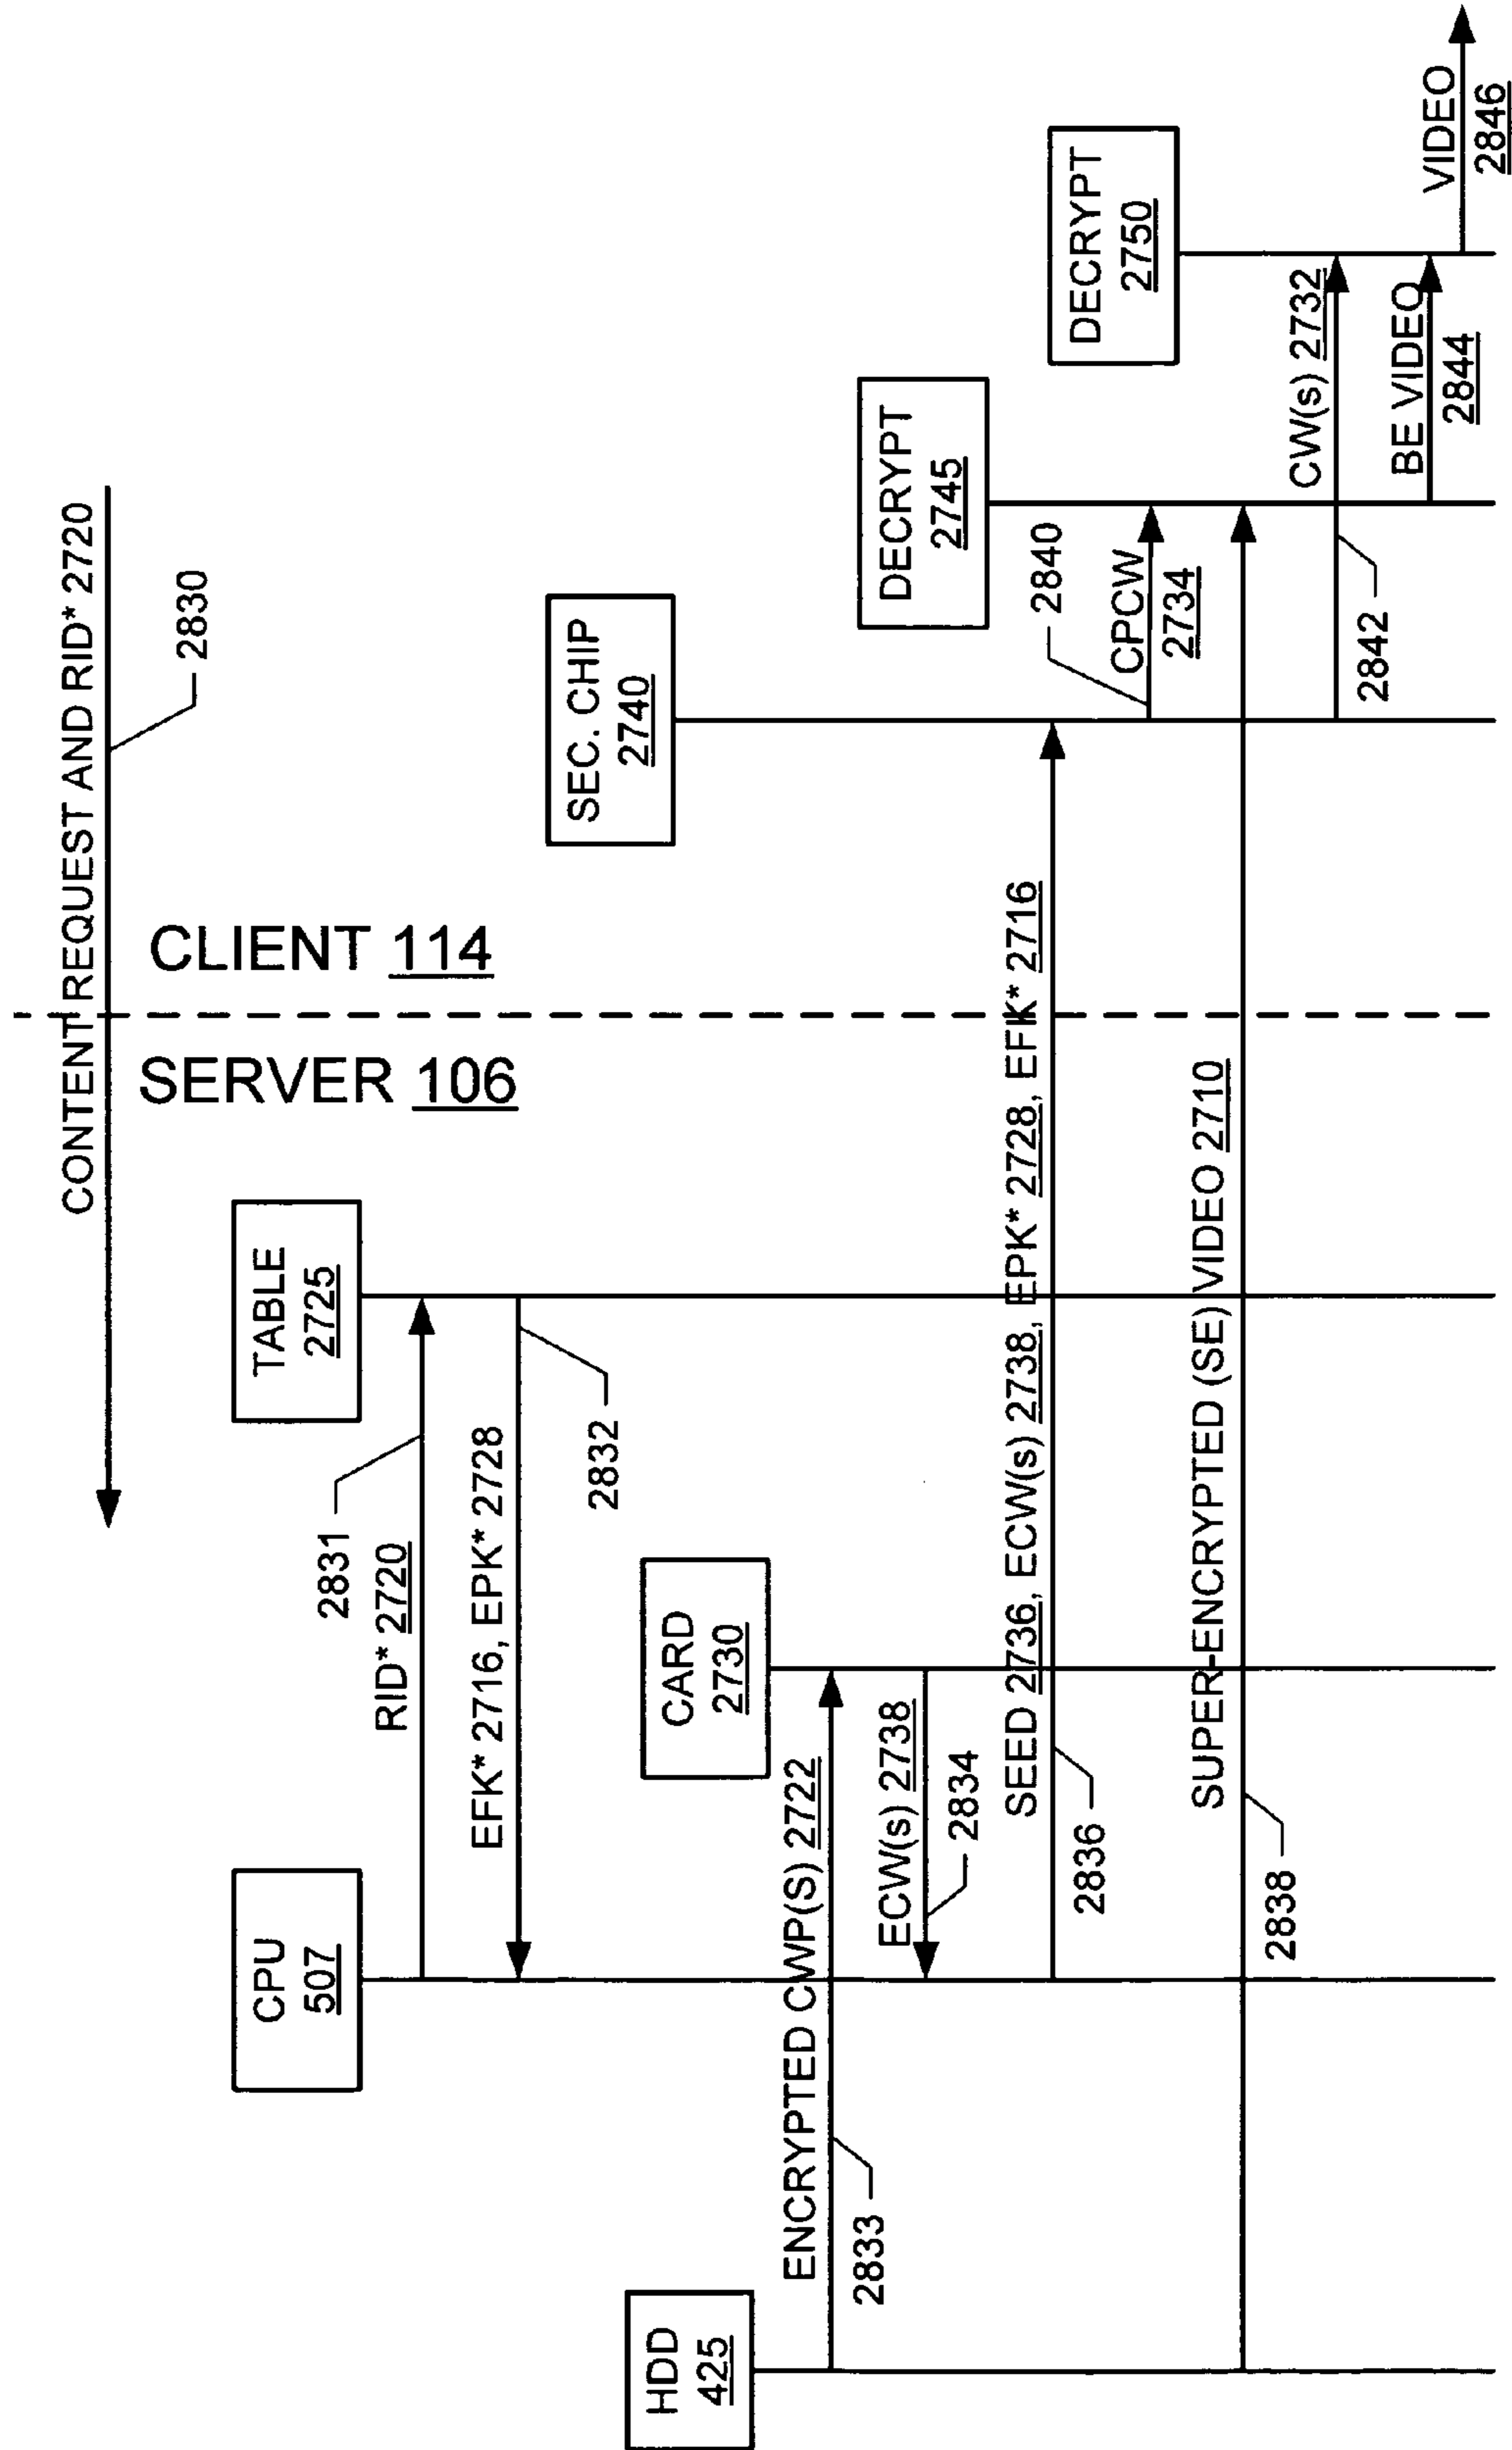 CONTENT REQUEST AND RID* 2720
2830
CLIENT 114
SERVER 106
CPU
507
TABLE
2725
2831
RID* 2720
EFK* 2716, EPK* 2728
2832
HDD
425
CARD
2730
SEC. CHIP
2740
ENCRYPTED CWP(S) 2722
2833
ECW(s) 2738
2834
DECRYPT
2745
SEED 2736, ECW(s) 2738, EPK* 2728, EFK* 2716
2836
2840
CPCW
2734
DECRYPT
2750
SUPER-ENCRYPTED (SE) VIDEO 2710
2838
CW(s) 2732
2842
BE VIDEO
2844
VIDEO
2846